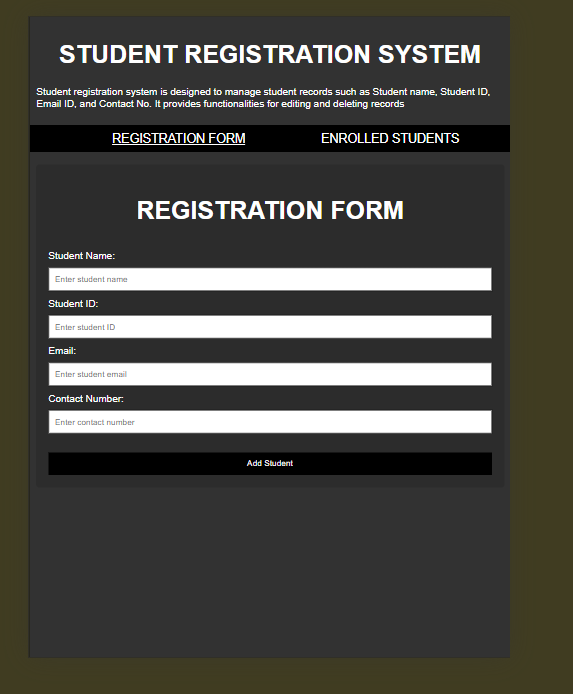 STUDENT REGISTRATION SYSTEM
Student registration system is designed to manage student records such as Student name, Student ID,
Email ID, and Contact No. It provides functionalities for editing and deleting records
REGISTRATION FORM ENROLLED STUDENTS
REGISTRATION FORM
Student Name:
Enter student name
Student ID:
Enter student ID
Email:
Enter student email
Contact Number:
Enter contact number
Add Student